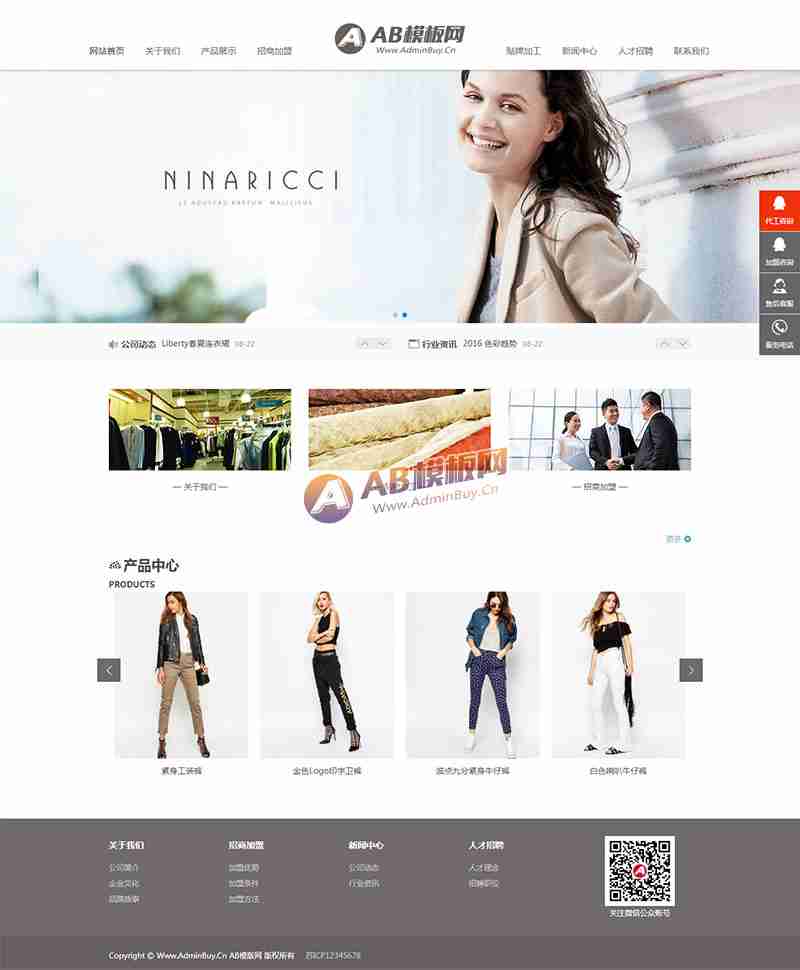 AB模板网
Www.AdminBuy.Cn
网站首页 关于我们 产品展示 招商加盟 贴牌加工 新闻中心 人才招聘 联系我们
NINARICCI
LE NOUVEAU PARFUM MALICIEUX
代工咨询
加盟咨询
售后客服
服务电话
公司动态 Liberty春夏连衣裙 08-22 行业资讯 2016 色彩趋势 08-22
— 关于我们 — — 招商加盟 —
AB模板网
Www.AdminBuy.Cn
更多
产品中心
PRODUCTS
紧身工装裤 金色Logo印字卫裤 波点九分紧身牛仔裤 白色喇叭牛仔裤
关于我们 招商加盟 新闻中心 人才招聘
公司简介 加盟优势 公司动态 人才理念
企业文化 加盟条件 行业资讯 招聘职位
品牌故事 加盟方法
关注微信公众帐号
Copyright © Www.AdminBuy.Cn AB模板网 版权所有 苏ICP12345678